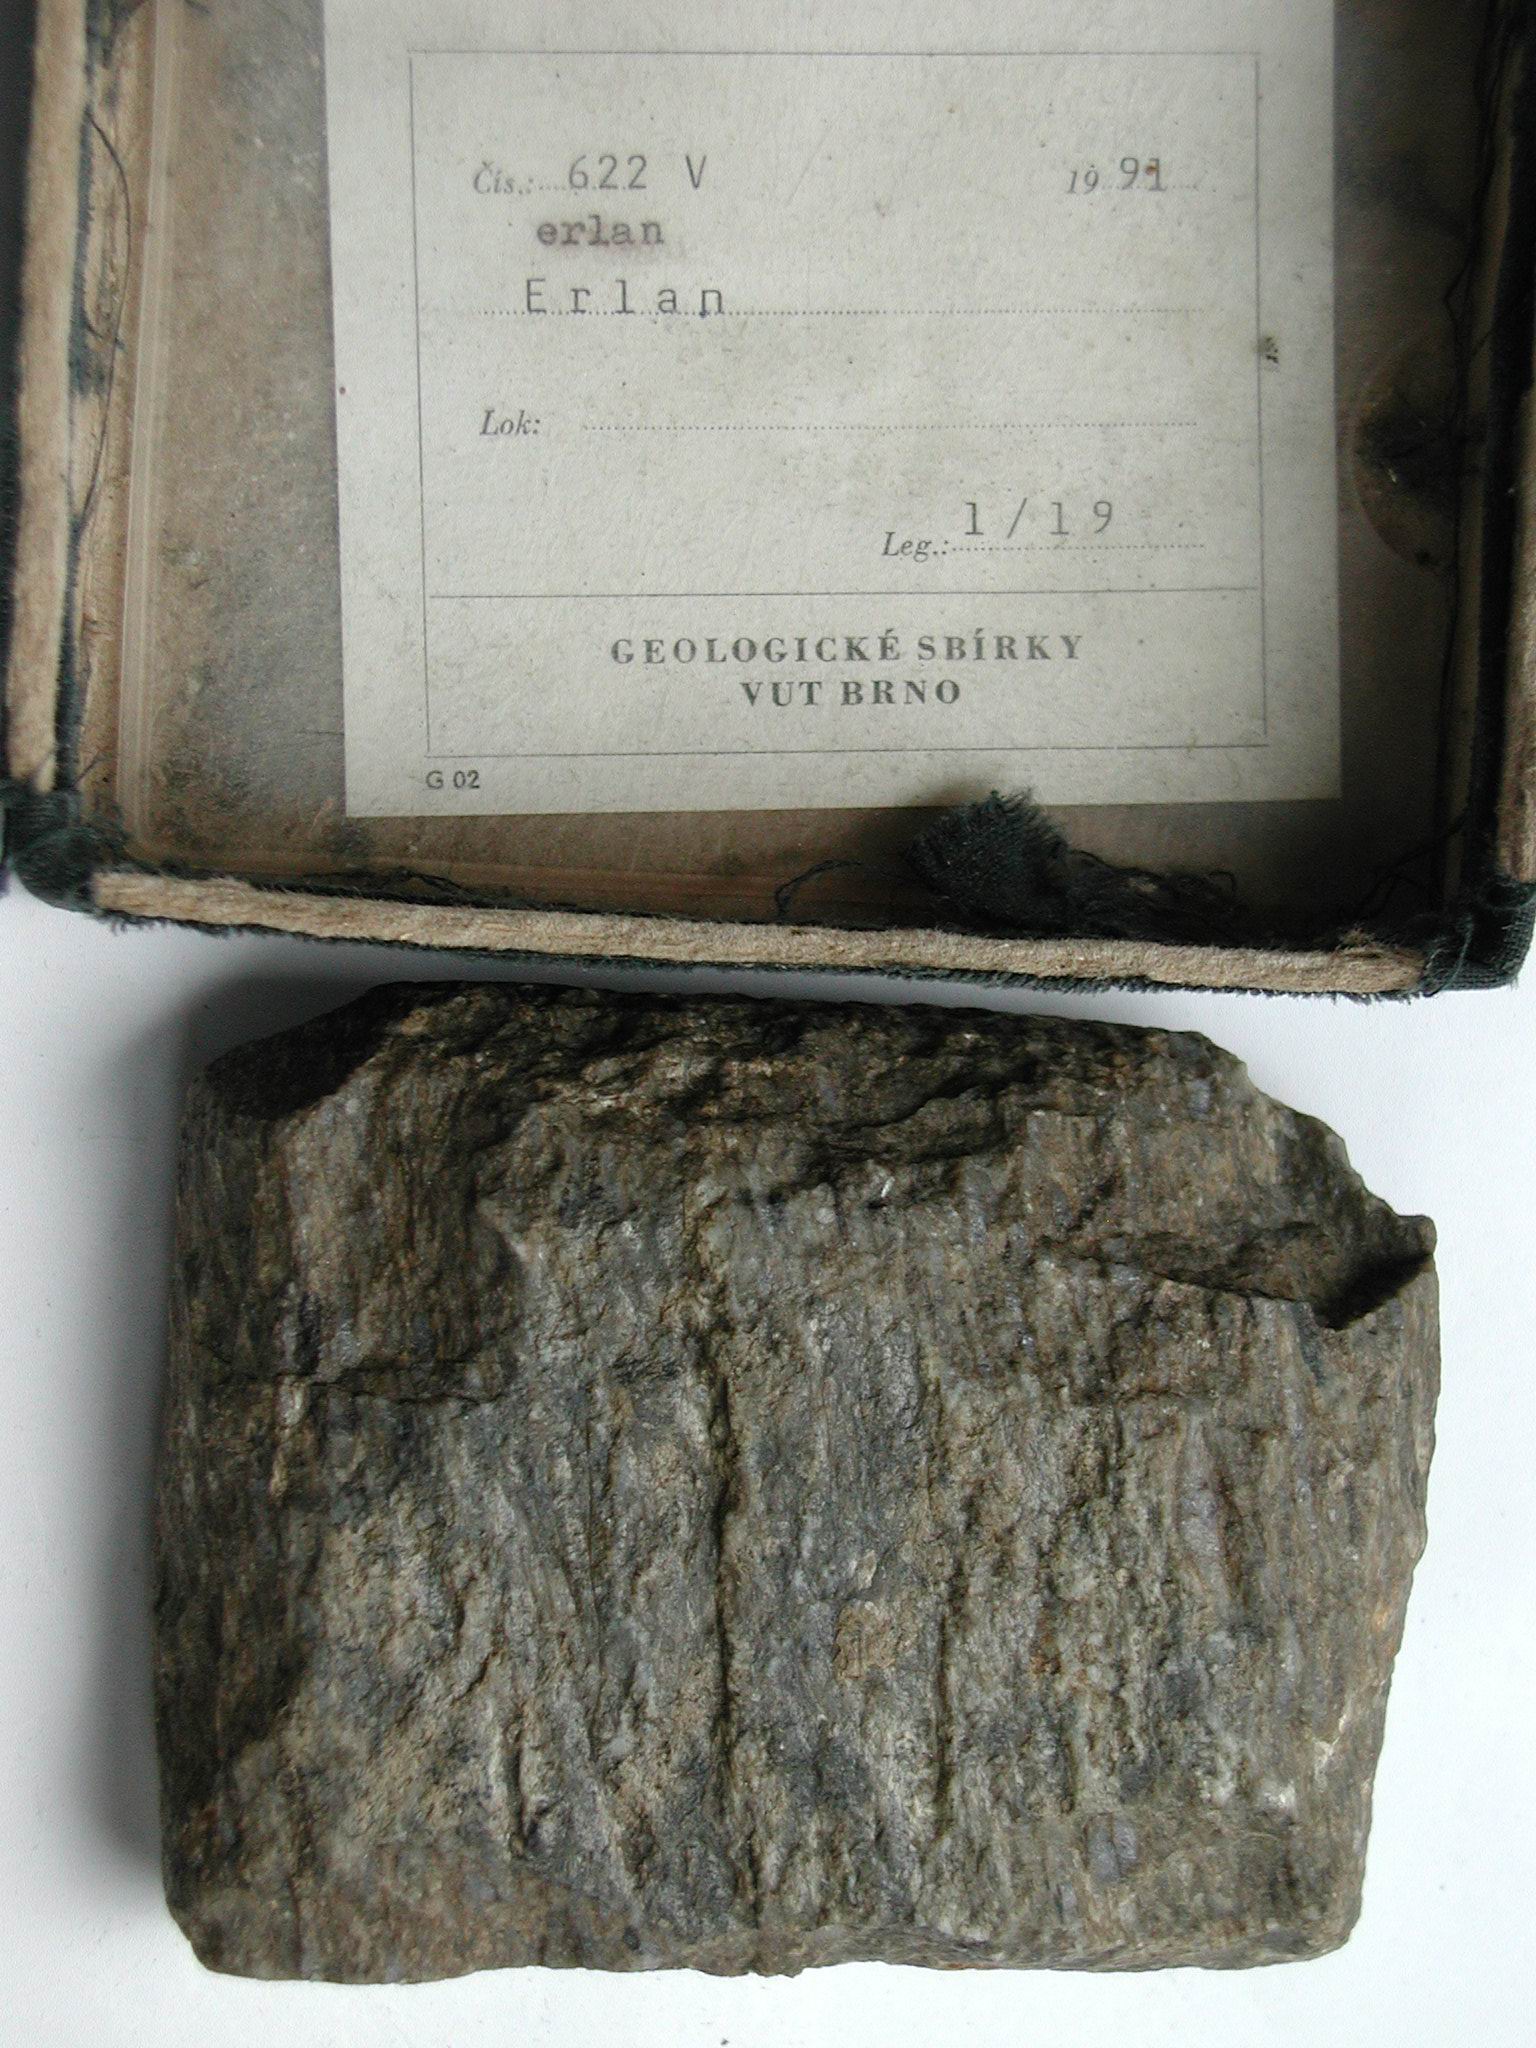 Čís.: 622 V 19 91
erlan
Erlan
Lok:
Leg.: 1/19
GEOLOGICKÉ SBÍRKY
VUT BRNO
G 02